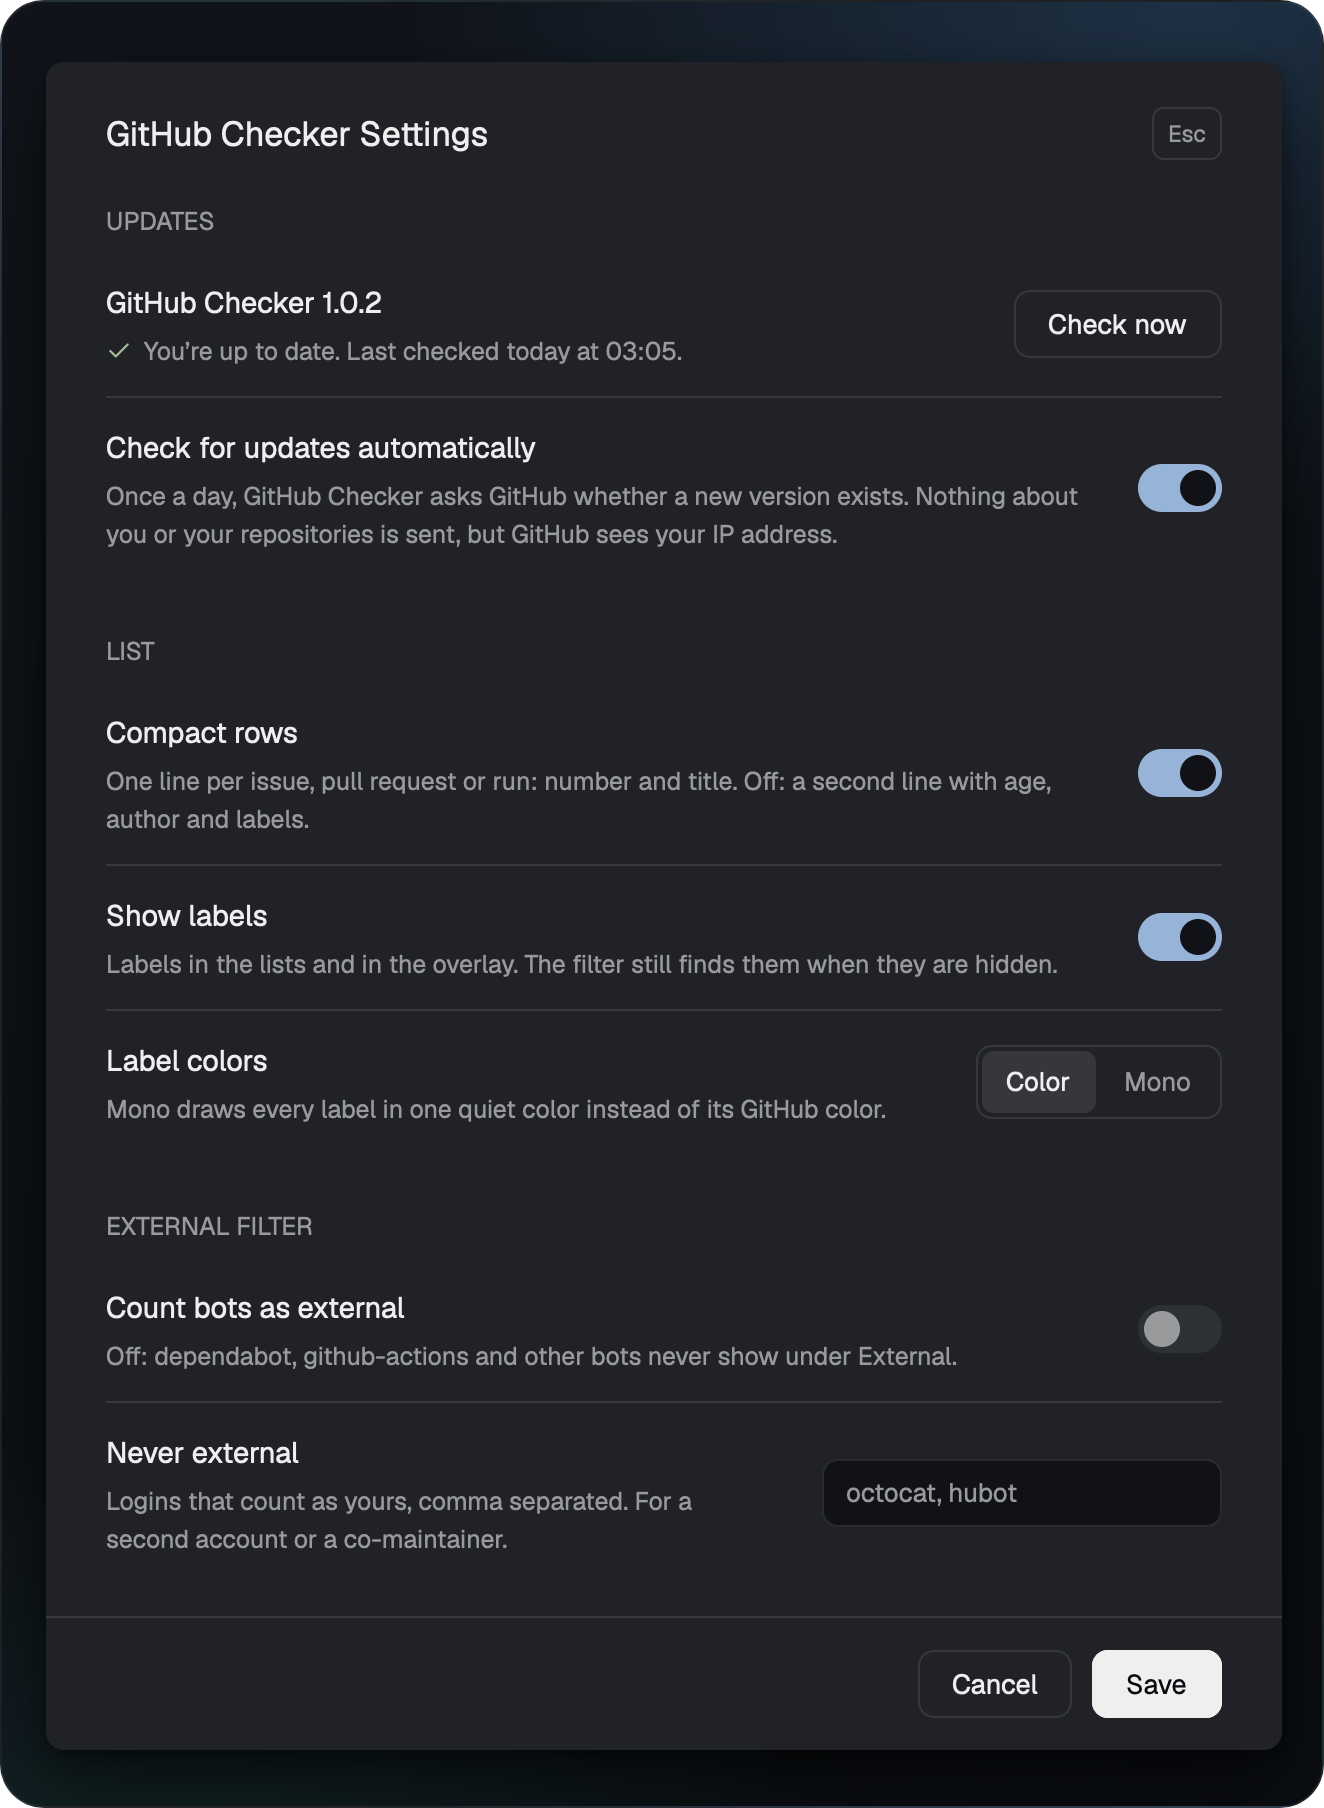 GitHub Checker Settings
Esc
UPDATES
GitHub Checker 1.0.2
Check now
You’re up to date. Last checked today at 03:05.
Check for updates automatically
Once a day, GitHub Checker asks GitHub whether a new version exists. Nothing about
you or your repositories is sent, but GitHub sees your IP address.
LIST
Compact rows
One line per issue, pull request or run: number and title. Off: a second line with age,
author and labels.
Show labels
Labels in the lists and in the overlay. The filter still finds them when they are hidden.
Label colors
Color
Mono
Mono draws every label in one quiet color instead of its GitHub color.
EXTERNAL FILTER
Count bots as external
Off: dependabot, github-actions and other bots never show under External.
Never external
Logins that count as yours, comma separated. For a
second account or a co-maintainer.
octocat, hubot
Cancel
Save